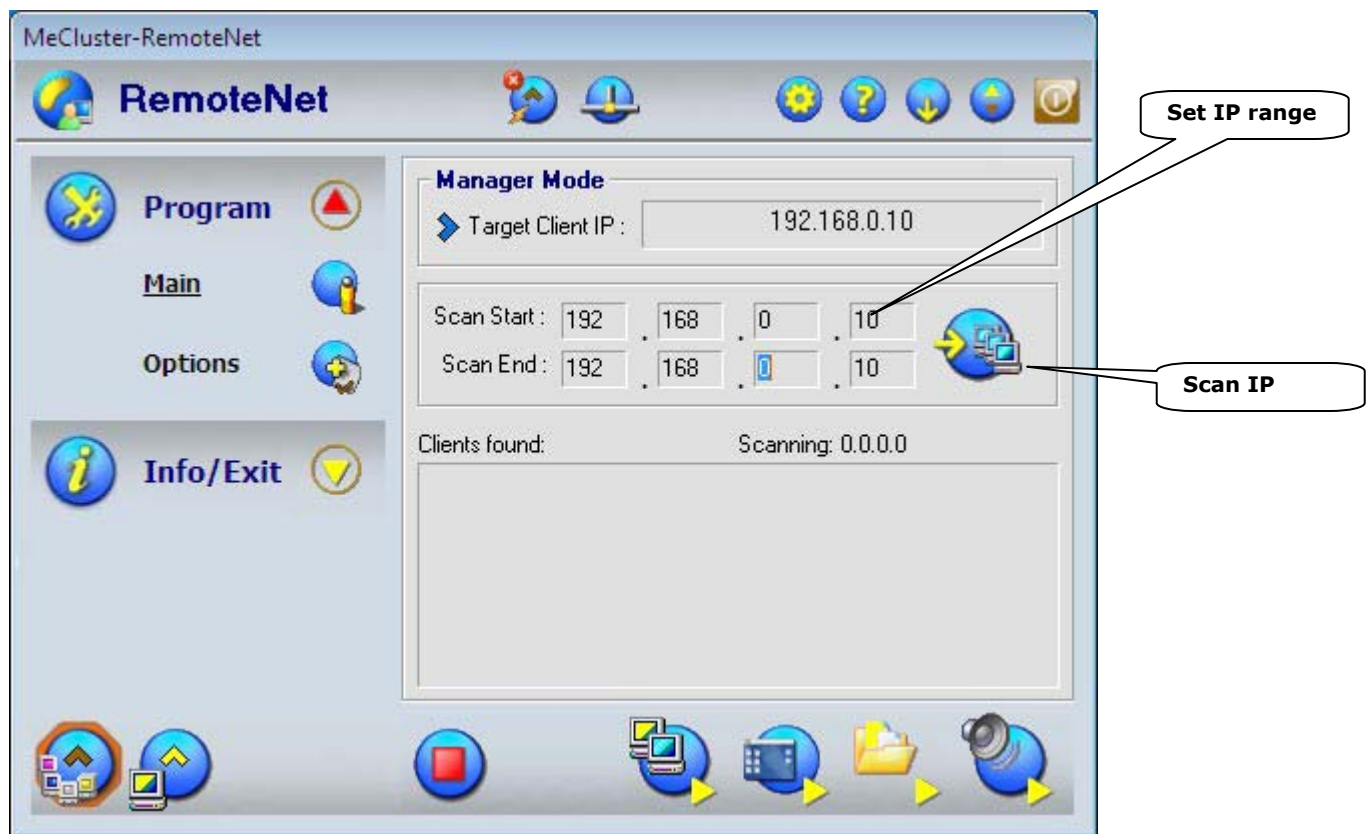 MeCluster-RemoteNet
RemoteNet
Set IP range
Program
Main
Options
Info/Exit
Manager Mode
Target Client IP : 192.168.0.10
Scan Start : 192 . 168 . 0 . 10
Scan End : 192 . 168 . 0 . 10
Scan IP
Clients found: Scanning: 0.0.0.0